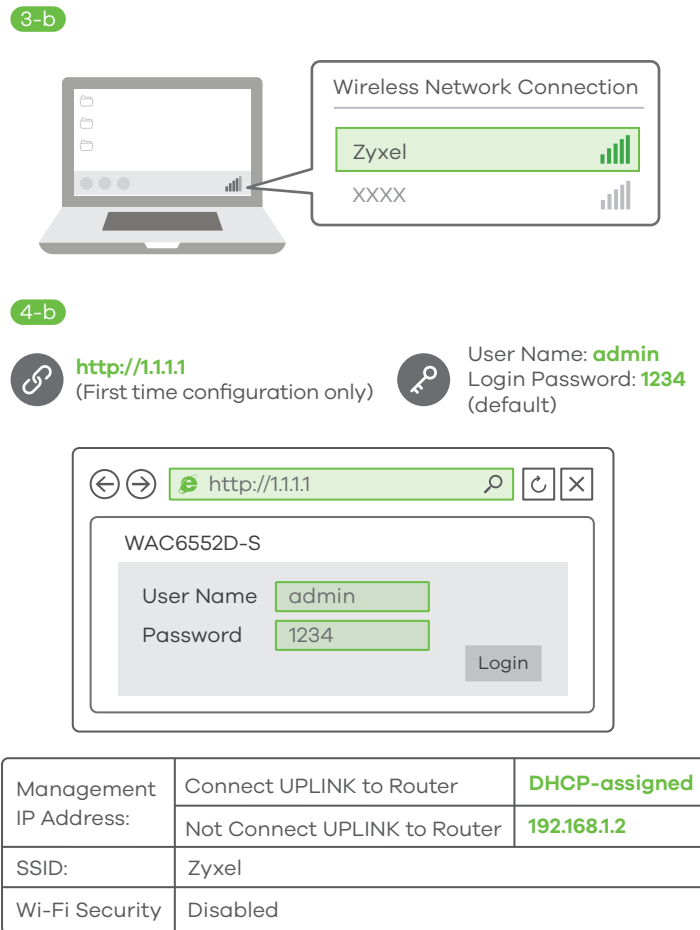 3-b
Wireless Network Connection
Zyxel
XXXX
4-b
http://1.1.1.1
(First time configuration only)
User Name: admin
Login Password: 1234
(default)
http://1.1.1.1
WAC6552D-S
User Name admin
Password 1234
Login
Management
IP Address:
Connect UPLINK to Router DHCP-assigned
Not Connect UPLINK to Router 192.168.1.2
SSID: Zyxel
Wi-Fi Security Disabled